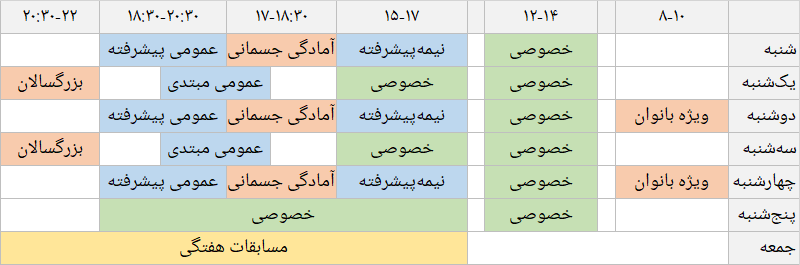 ۸-۱۰ ۱۲-۱۴ ۱۵-۱۷ ۱۷-۱۸:۳۰ ۱۸:۳۰-۲۰:۳۰ ۲۰:۳۰-۲۲
شنبه خصوصی نیمه‌پیشرفته آمادگی جسمانی عمومی پیشرفته
یک‌شنبه خصوصی خصوصی عمومی مبتدی بزرگسالان
دوشنبه ویژه بانوان خصوصی نیمه‌پیشرفته آمادگی جسمانی عمومی پیشرفته
سه‌شنبه خصوصی خصوصی عمومی مبتدی بزرگسالان
چهارشنبه ویژه بانوان خصوصی نیمه‌پیشرفته آمادگی جسمانی عمومی پیشرفته
پنج‌شنبه خصوصی خصوصی
جمعه مسابقات هفتگی